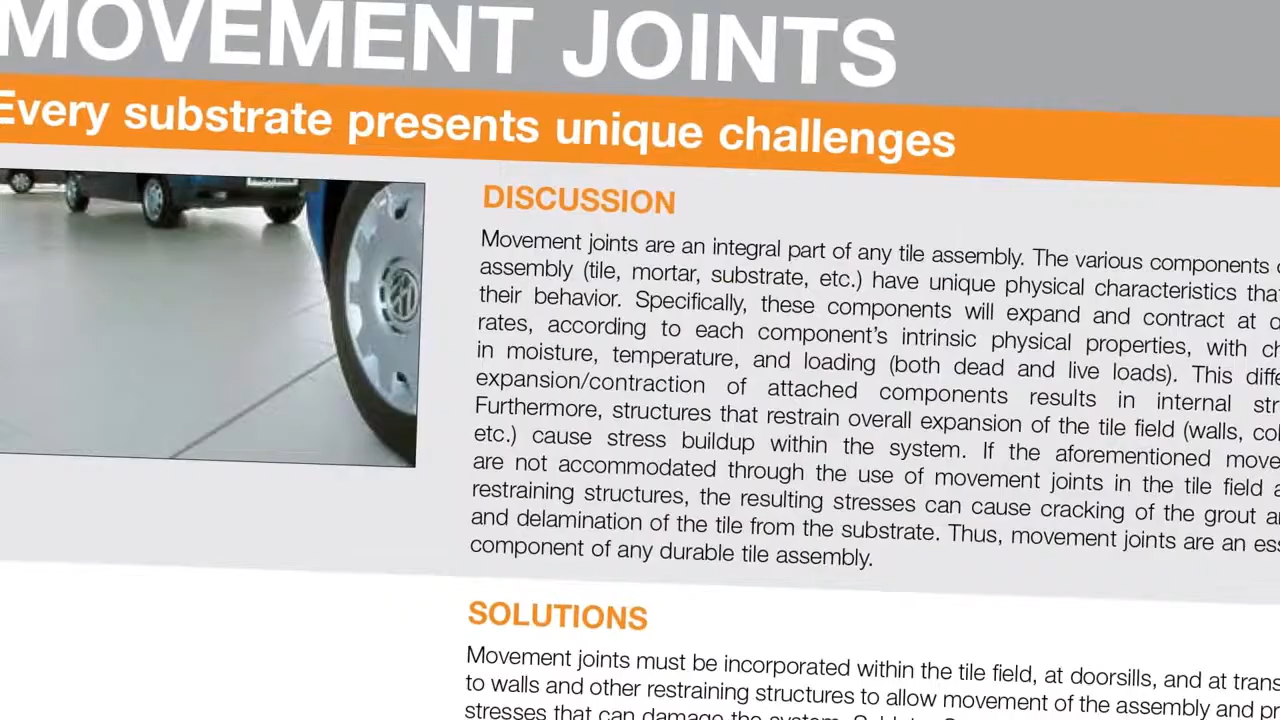 MOVEMENT JOINTS
Every substrate presents unique challenges
DISCUSSION
Movement joints are an integral part of any tile assembly. The various components
assembly (tile, mortar, substrate, etc.) have unique physical characteristics that
their behavior. Specifically, these components will expand and contract at
rates, according to each component's intrinsic physical properties, with
in moisture, temperature, and loading (both dead and live loads). This
expansion/contraction of attached components results in internal
Furthermore, structures that restrain overall expansion of the tile field (walls,
etc.) cause stress buildup within the system. If the aforementioned
are not accommodated through the use of movement joints in the tile field
restraining structures, the resulting stresses can cause cracking of the grout
and delamination of the tile from the substrate. Thus, movement joints are an
component of any durable tile assembly.
SOLUTIONS
Movement joints must be incorporated within the tile field, at doorsills, and at
to walls and other restraining structures to allow movement of the assembly and
stresses that can damage the system.